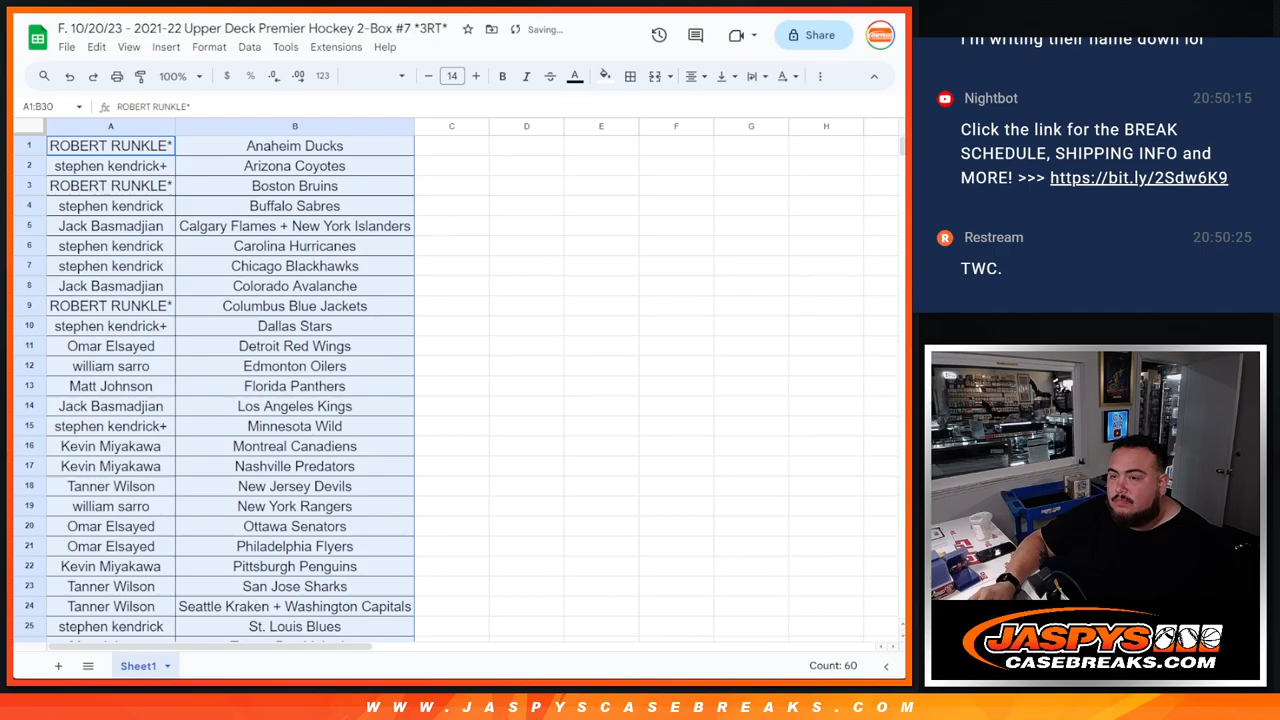 F. 10/20/23 - 2021-22 Upper Deck Premier Hockey 2-Box #7 *3RT*
Saving...
File Edit View Insert Format Data Tools Extensions Help
Share
100% $ % .0 .00 123 14 B I S A
A1:B30 ROBERT RUNKLE*
A B C D E F G H
1 ROBERT RUNKLE* Anaheim Ducks
2 stephen kendrick+ Arizona Coyotes
3 ROBERT RUNKLE* Boston Bruins
4 stephen kendrick Buffalo Sabres
5 Jack Basmadjian Calgary Flames + New York Islanders
6 stephen kendrick Carolina Hurricanes
7 stephen kendrick Chicago Blackhawks
8 Jack Basmadjian Colorado Avalanche
9 ROBERT RUNKLE* Columbus Blue Jackets
10 stephen kendrick+ Dallas Stars
11 Omar Elsayed Detroit Red Wings
12 william sarro Edmonton Oilers
13 Matt Johnson Florida Panthers
14 Jack Basmadjian Los Angeles Kings
15 stephen kendrick+ Minnesota Wild
16 Kevin Miyakawa Montreal Canadiens
17 Kevin Miyakawa Nashville Predators
18 Tanner Wilson New Jersey Devils
19 william sarro New York Rangers
20 Omar Elsayed Ottawa Senators
21 Omar Elsayed Philadelphia Flyers
22 Kevin Miyakawa Pittsburgh Penguins
23 Tanner Wilson San Jose Sharks
24 Tanner Wilson Seattle Kraken + Washington Capitals
25 stephen kendrick St. Louis Blues
Sheet1
Count: 60
I'm writing their name down for
Nightbot 20:50:15
Click the link for the BREAK
SCHEDULE, SHIPPING INFO and
MORE! >>> https://bit.ly/2Sdw6K9
R Restream 20:50:25
TWC.
JASPYS
CASEBREAKS.COM
WWW.JASPYSCASEBREAKS.COM